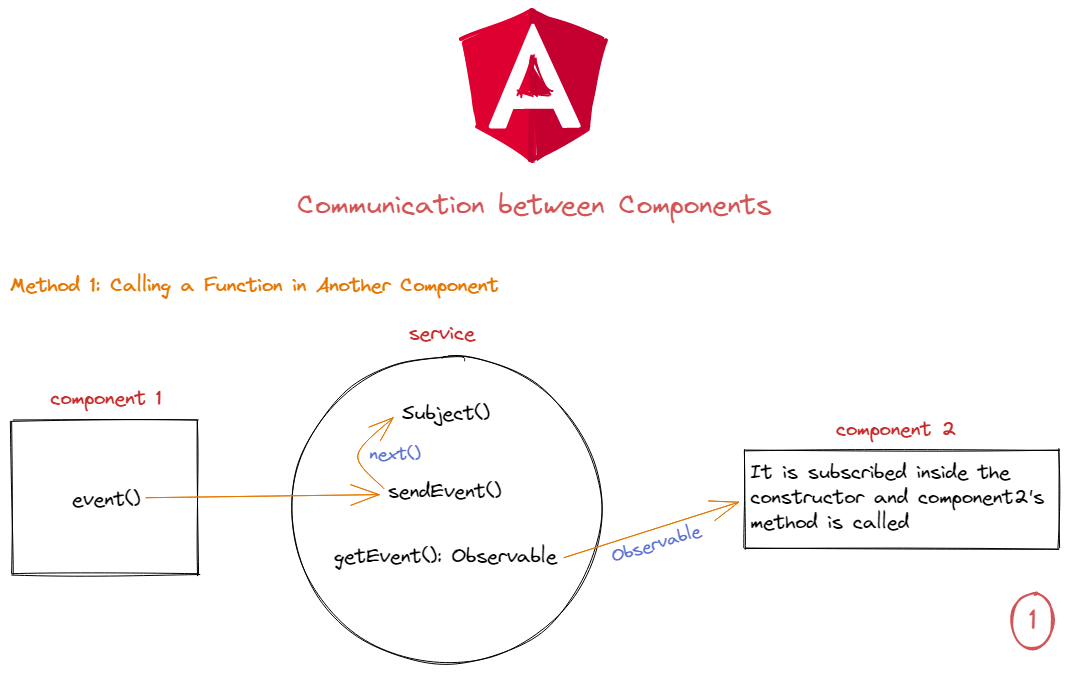 A
Communication between Components
Method 1: Calling a Function in Another Component
service
component 1
Subject()
next()
event()
sendEvent()
getEvent(): Observable
Observable
component 2
It is subscribed inside the
constructor and component2's
method is called
1